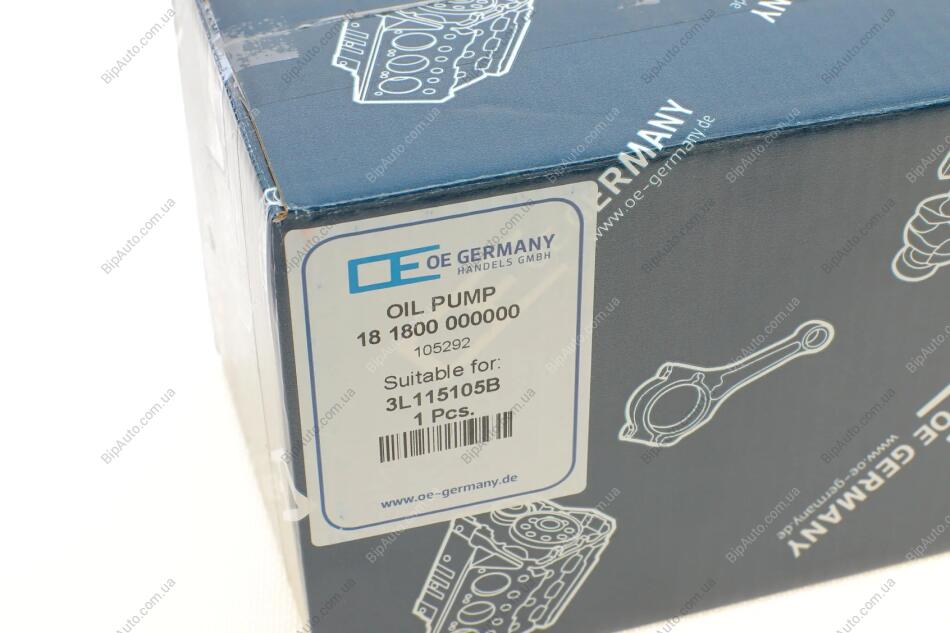 OE GERMANY
HANDELS GMBH
OIL PUMP
18 1800 000000
105292
Suitable for:
3L115105B
1 Pcs.
www.oe-germany.de
GERMANY
www.oe-germany.de
OE GERMANY
www.oe-germany.de
BipAuto.com.ua